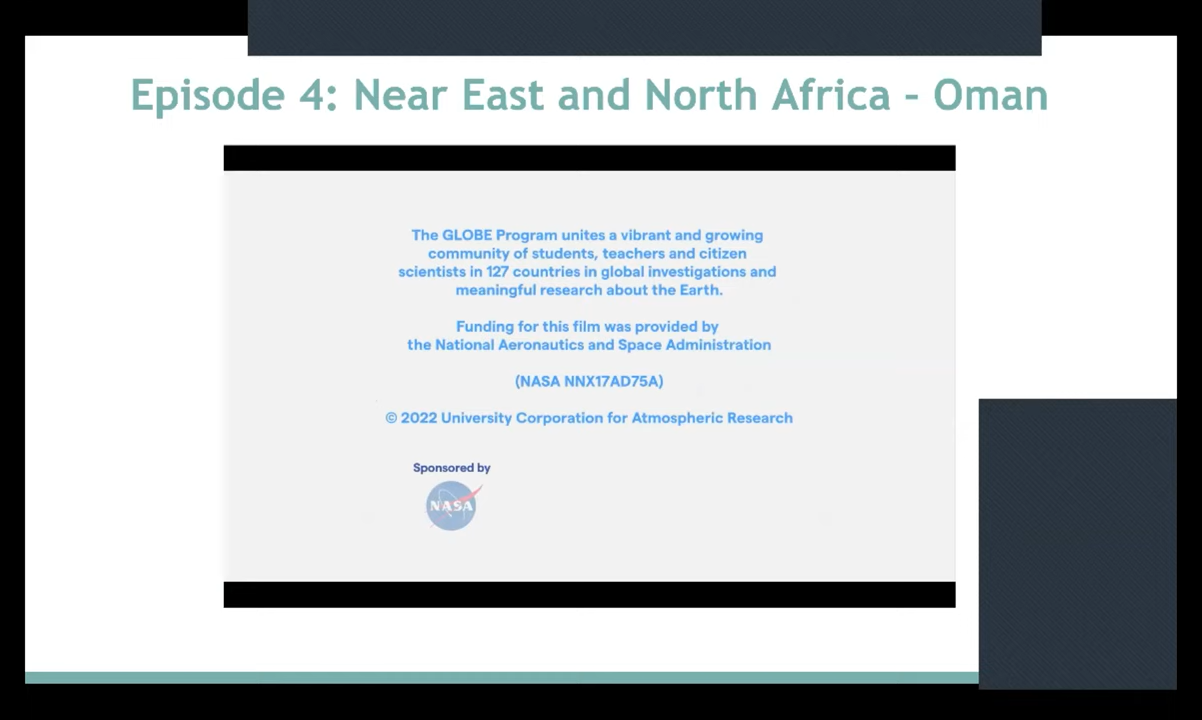 Episode 4: Near East and North Africa - Oman
The GLOBE Program unites a vibrant and growing
community of students, teachers and citizen
scientists in 127 countries in global investigations and
meaningful research about the Earth.
Funding for this film was provided by
the National Aeronautics and Space Administration
(NASA NNX17AD75A)
© 2022 University Corporation for Atmospheric Research
Sponsored by
NASA